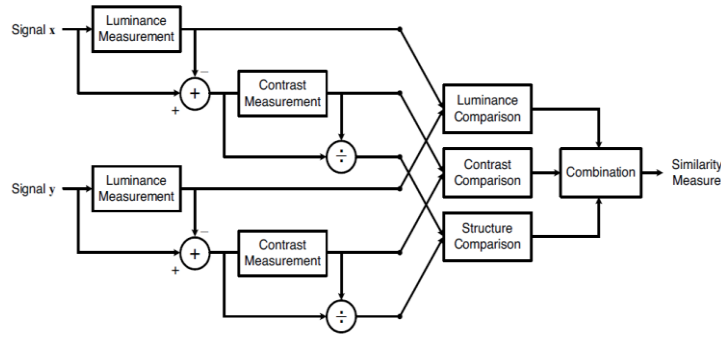 Signal x
Luminance
Measurement
−
+
+
Contrast
Measurement
÷
Signal y
Luminance
Measurement
−
+
+
Contrast
Measurement
÷
Luminance
Comparison
Contrast
Comparison
Structure
Comparison
Combination
Similarity
Measure